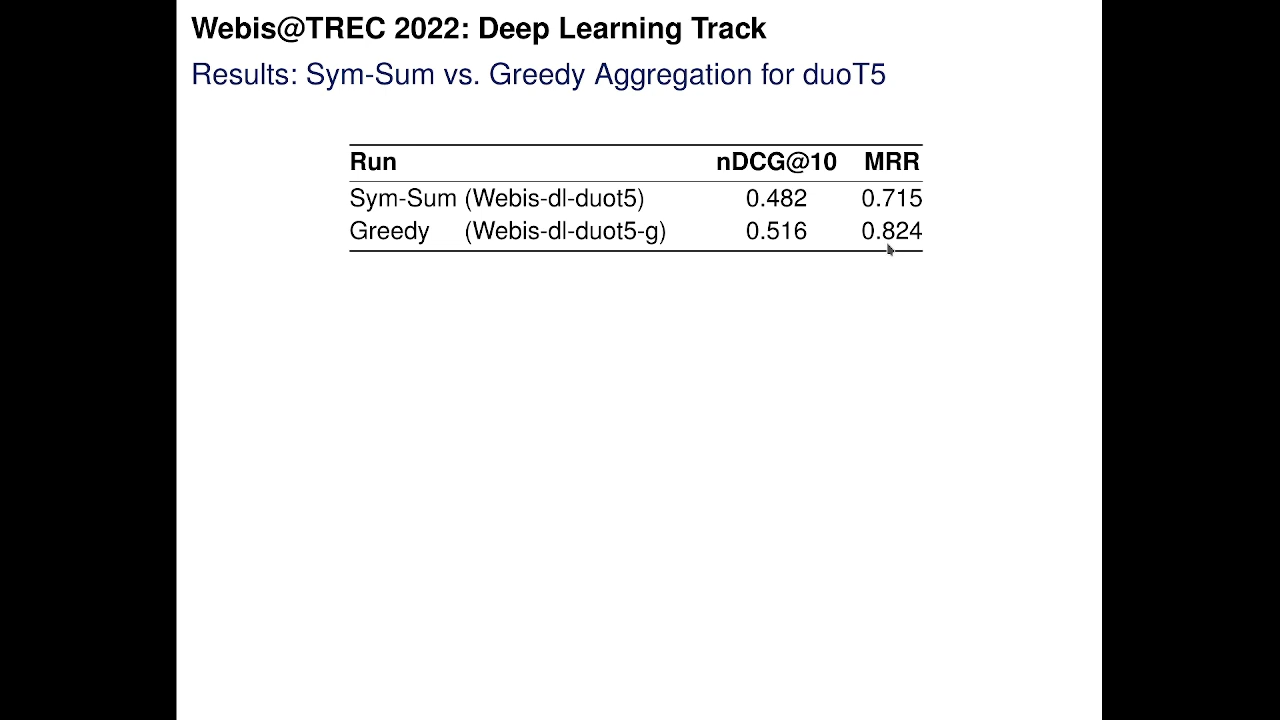 Webis@TREC 2022: Deep Learning Track
Results: Sym-Sum vs. Greedy Aggregation for duoT5
Run nDCG@10 MRR
Sym-Sum (Webis-dl-duot5) 0.482 0.715
Greedy (Webis-dl-duot5-g) 0.516 0.824